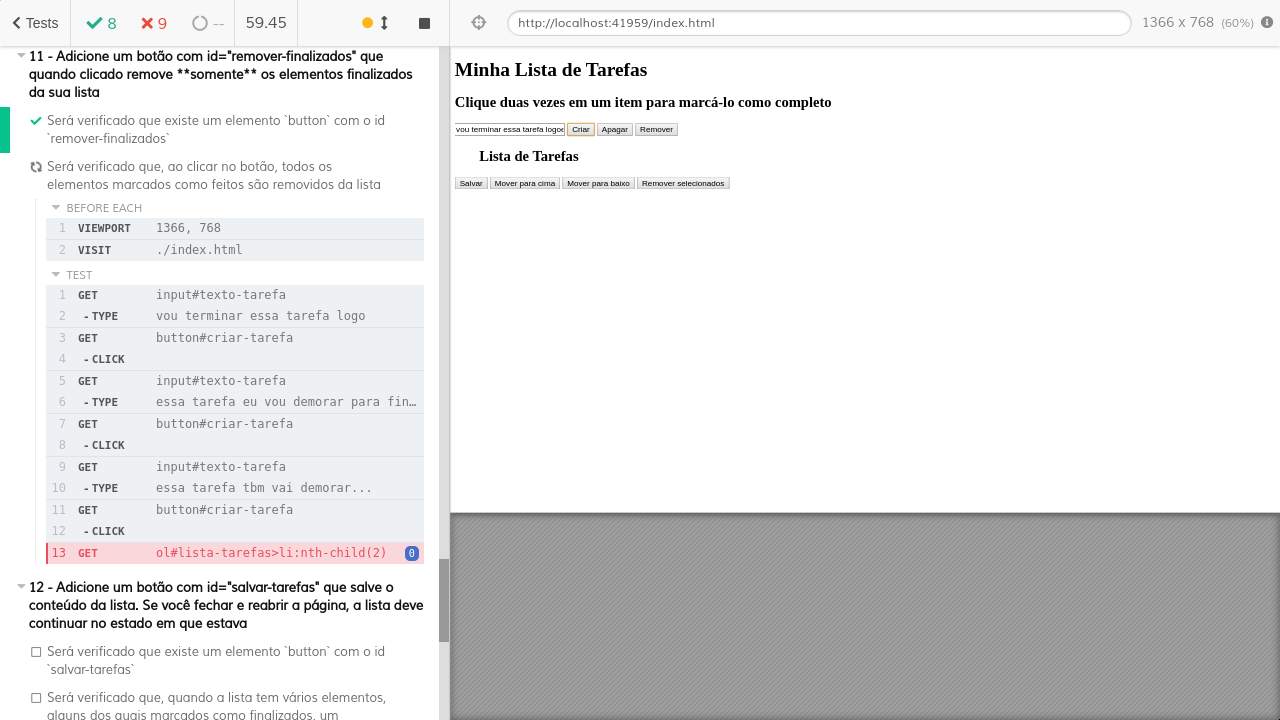 Tests
8
9
--
59.45
http://localhost:41959/index.html
1366 x 768 (60%)
11 - Adicione um botão com id="remover-finalizados" que
quando clicado remove **somente** os elementos finalizados
da sua lista
Será verificado que existe um elemento `button` com o id
`remover-finalizados`
Será verificado que, ao clicar no botão, todos os
elementos marcados como feitos são removidos da lista
BEFORE EACH
1 VIEWPORT 1366, 768
2 VISIT ./index.html
TEST
1 GET input#texto-tarefa
2 -TYPE vou terminar essa tarefa logo
3 GET button#criar-tarefa
4 -CLICK
5 GET input#texto-tarefa
6 -TYPE essa tarefa eu vou demorar para fin…
7 GET button#criar-tarefa
8 -CLICK
9 GET input#texto-tarefa
10 -TYPE essa tarefa tbm vai demorar...
11 GET button#criar-tarefa
12 -CLICK
13 GET ol#lista-tarefas>li:nth-child(2) 0
12 - Adicione um botão com id="salvar-tarefas" que salve o
conteúdo da lista. Se você fechar e reabrir a página, a lista deve
continuar no estado em que estava
Será verificado que existe um elemento `button` com o id
`salvar-tarefas`
Será verificado que, quando a lista tem vários elementos,
alguns dos quais marcados como finalizados, um
Minha Lista de Tarefas
Clique duas vezes em um item para marcá-lo como completo
vou terminar essa tarefa logoe Criar Apagar Remover
Lista de Tarefas
Salvar Mover para cima Mover para baixo Remover selecionados